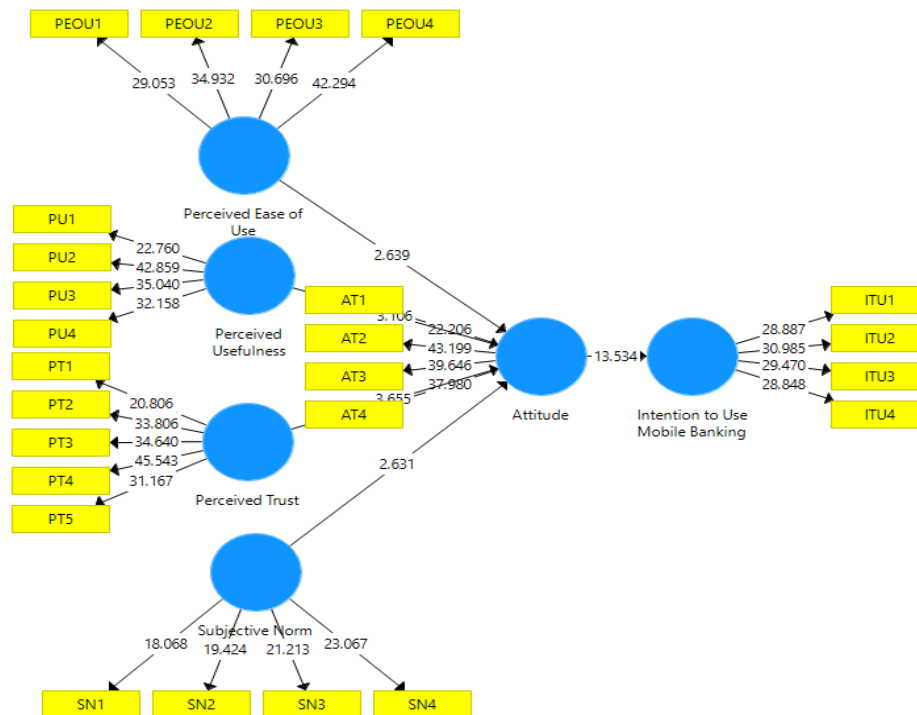 PEOU1
PEOU2
PEOU3
PEOU4
29.053
34.932
30.696
42.294
Perceived Ease of
Use
PU1
PU2
PU3
PU4
22.760
42.859
35.040
32.158
Perceived
Usefulness
2.639
3.106
AT1
AT2
AT3
AT4
22.206
43.199
39.646
37.980
3.655
Attitude
13.534
Intention to Use
Mobile Banking
28.887
30.985
29.470
28.848
ITU1
ITU2
ITU3
ITU4
PT1
PT2
PT3
PT4
PT5
20.806
33.806
34.640
45.543
31.167
Perceived Trust
2.631
Subjective Norm
18.068
19.424
21.213
23.067
SN1
SN2
SN3
SN4